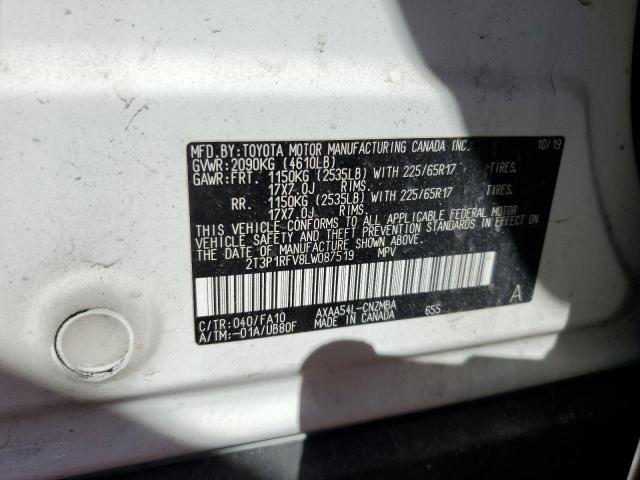 MFD. BY: TOYOTA MOTOR MANUFACTURING CANADA INC. 10/19
GVWR: 2090KG (4610LB)
GAWR: FRT. 1150KG (2535LB) WITH 225/65R17 TIRES.
17X7.0J RIMS.
RR. 1150KG (2535LB) WITH 225/65R17 TIRES.
17X7.0J RIMS.
THIS VEHICLE CONFORMS TO ALL APPLICABLE FEDERAL MOTOR
VEHICLE SAFETY AND THEFT PREVENTION STANDARDS IN EFFECT ON
THE DATE OF MANUFACTURE SHOWN ABOVE.
2T3P1RFV8LW087519 MPV
A
C/TR: 040/FA10 AXAA54L-CNZMBA 655
A/TM: -01A/UB80F MADE IN CANADA